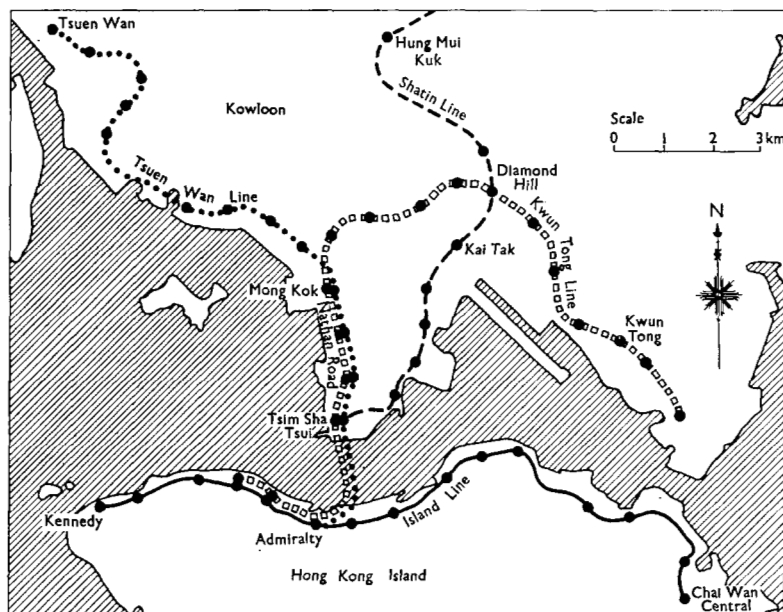 Tsuen Wan
Hung Mui
Kuk
Shatin Line
Kowloon
Scale
0 1 2 3 km
Tsuen Wan Line
Diamond
Hill
Kwun Tong Line
N
Kai Tak
Mong Kok
Nathan Road
Kwun
Tong
Tsim Sha
Tsui
Kennedy
Admiralty
Island Line
Hong Kong Island
Chai Wan
Central